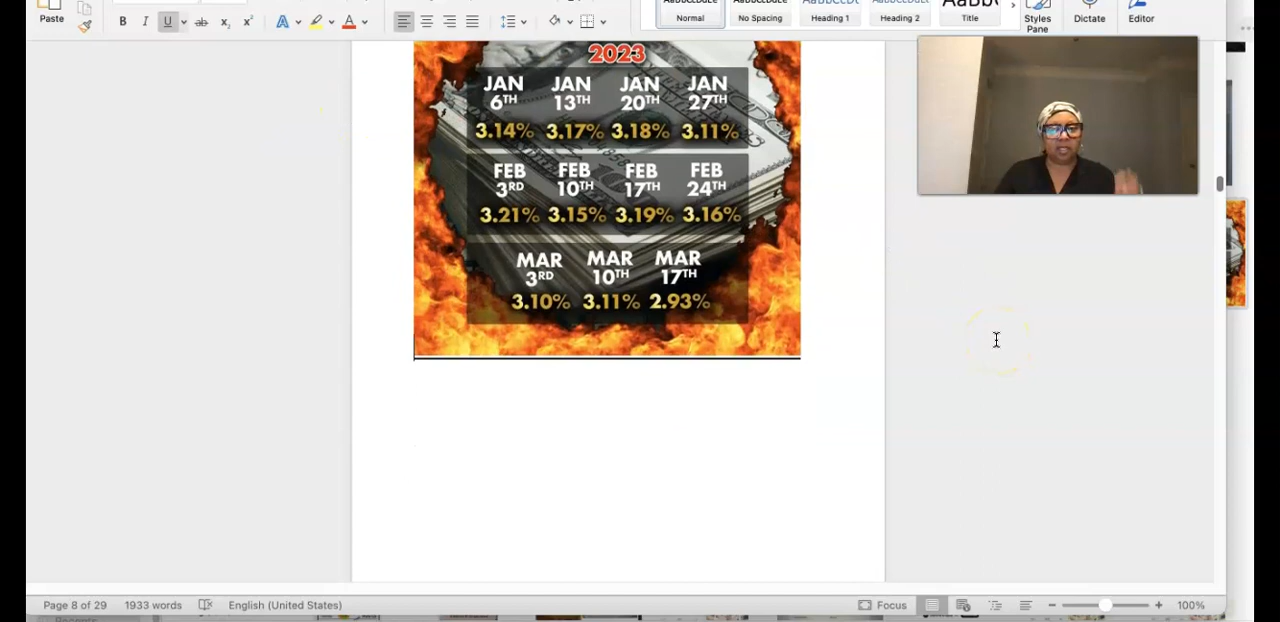 Paste
B I U ab X₂ X² A A
Normal No Spacing Heading 1 Heading 2 Title
Styles
Pane
Dictate
Editor
2023
JAN JAN JAN JAN
6TH 13TH 20TH 27TH
3.14% 3.17% 3.18% 3.11%
FEB FEB FEB FEB
3RD 10TH 17TH 24TH
3.21% 3.15% 3.19% 3.16%
MAR MAR MAR
3RD 10TH 17TH
3.10% 3.11% 2.93%
Page 8 of 29 1933 words English (United States) Focus 100%